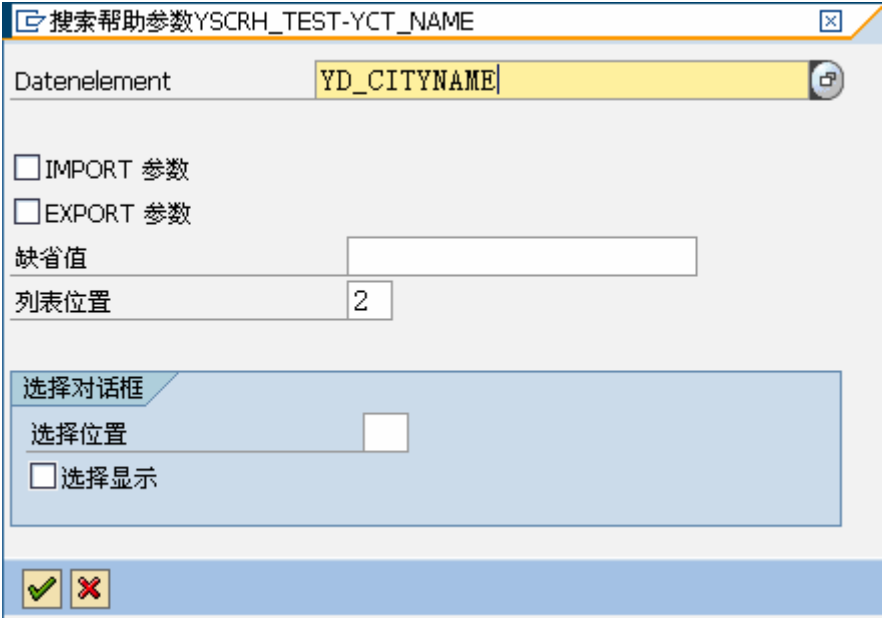 搜索帮助参数YSCRH_TEST-YCT_NAME
Datenelement YD_CITYNAME
IMPORT 参数
EXPORT 参数
缺省值
列表位置 2
选择对话框
选择位置
选择显示